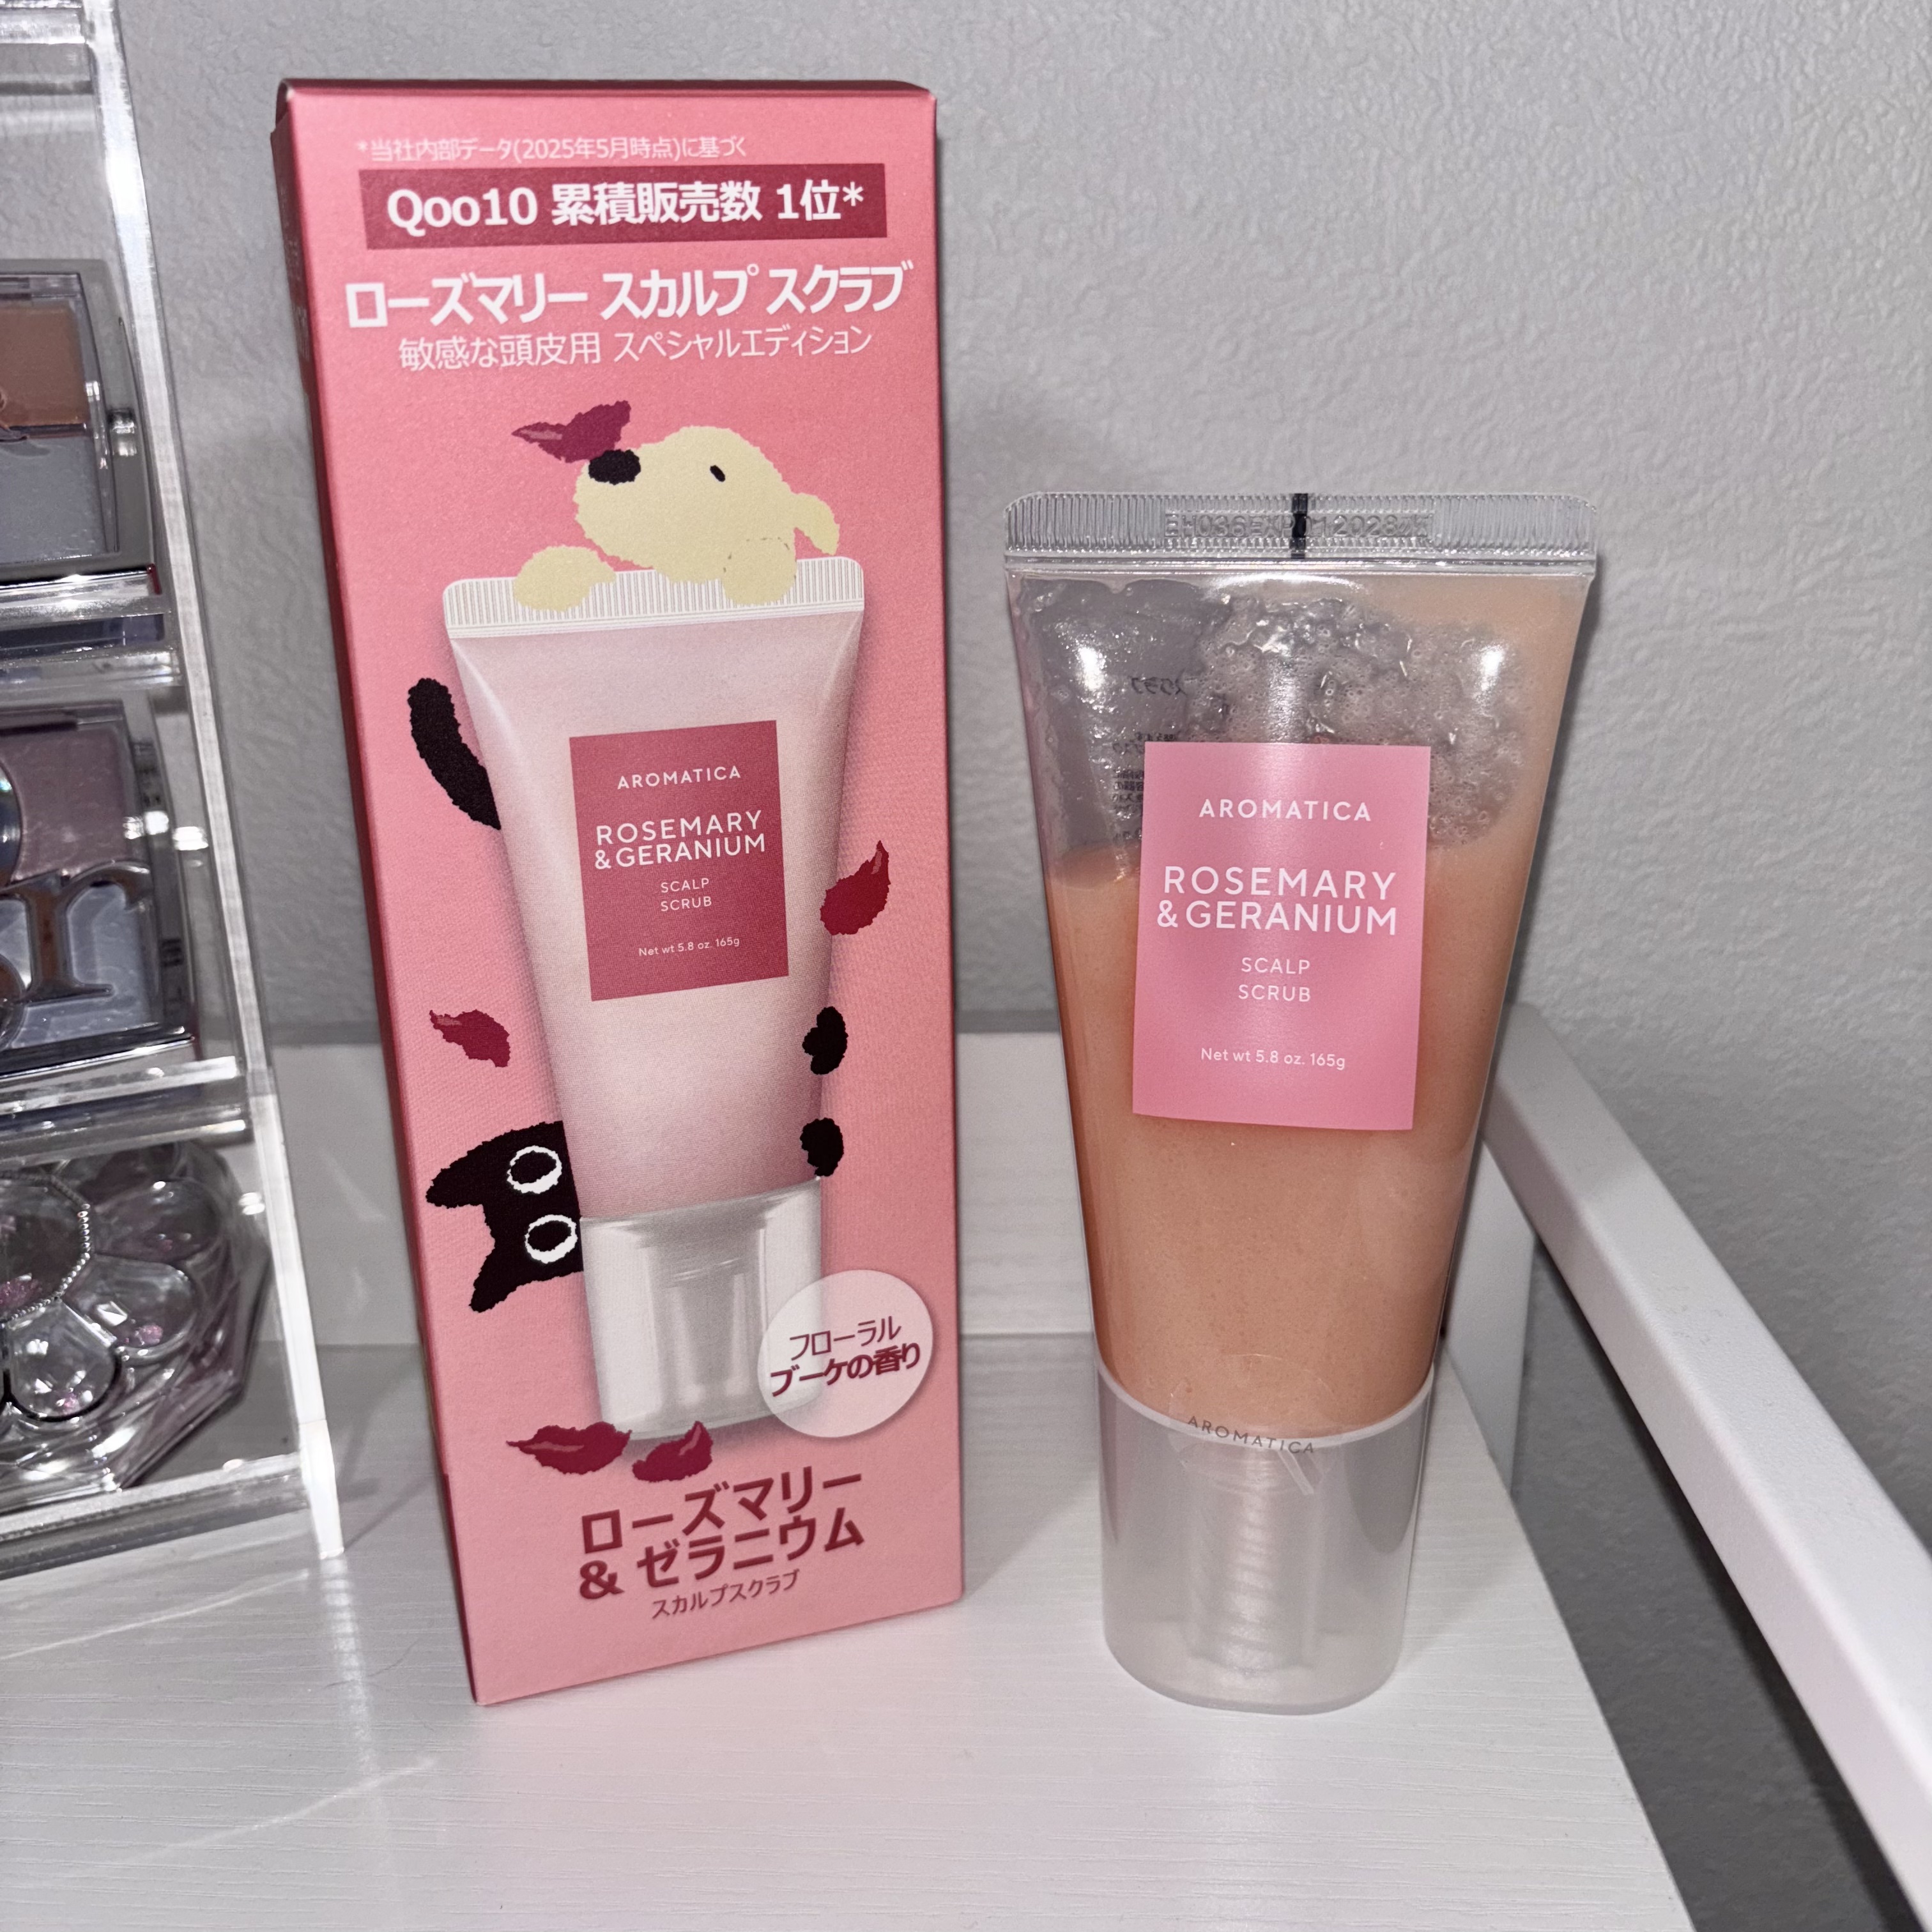 *当社内部データ(2025年5月時点)に基づく
Qoo10 累積販売数 1位*
ローズマリー スカルプ スクラブ
敏感な頭皮用 スペシャルエディション
AROMATICA
ROSEMARY
&GERANIUM
SCALP
SCRUB
Net wt 5.8 oz. 165g
フローラル
ブーケの香り
ローズマリー
& ゼラニウム
スカルプスクラブ
AROMATICA
ROSEMARY
&GERANIUM
SCALP
SCRUB
Net wt 5.8 oz. 165g
AROMATICA